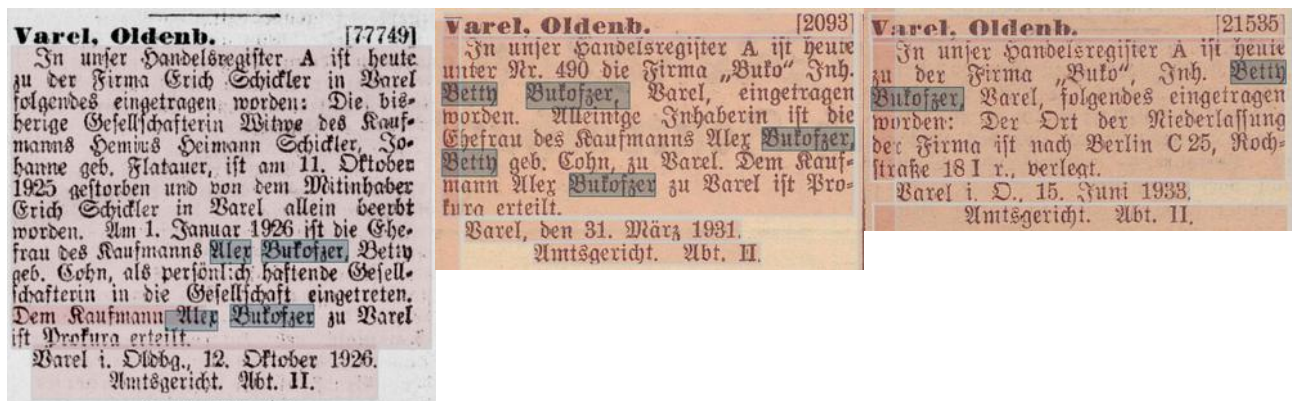 Varel, Oldenb. [77749]
In unser Handelsregister A ist heute
zu der Firma Erich Schickler in Varel
folgendes eingetragen worden: Die bis-
herige Gesellschafterin Witwe des Kauf-
manns Hemius Heimann Schickler, Jo-
hanne geb. Flatauer, ist am 11. Oktober
1925 gestorben und von dem Mitinhaber
Erich Schickler in Varel allein beerbt
worden. Am 1. Januar 1926 ist die Ehe-
frau des Kaufmanns Alex Bukofzer, Betty
geb. Cohn, als persönlich haftende Gesell-
schafterin in die Gesellschaft eingetreten.
Dem Kaufmann Alex Bukofzer zu Varel
ist Prokura erteilt.
Varel i. Oldbg., 12. Oktober 1926.
Amtsgericht. Abt. II.
Varel, Oldenb. [2093]
In unser Handelsregister A ist heute
unter Nr. 490 die Firma „Buko“ Inh.
Betty Bukofzer, Varel, eingetragen
worden. Alleinige Inhaberin ist die
Ehefrau des Kaufmanns Alex Bukofzer,
Betty geb. Cohn, zu Varel. Dem Kauf-
mann Alex Bukofzer zu Varel ist Pro-
kura erteilt.
Varel, den 31. März 1931.
Amtsgericht. Abt. II.
Varel, Oldenb. [21535]
In unser Handelsregister A ist heute
zu der Firma „Buko“, Inh. Betty
Bukofzer, Varel, folgendes eingetragen
worden: Der Ort der Niederlassung
der Firma ist nach Berlin C 25, Roch-
straße 18 I r., verlegt.
Varel i. O., 15. Juni 1933.
Amtsgericht. Abt. II.